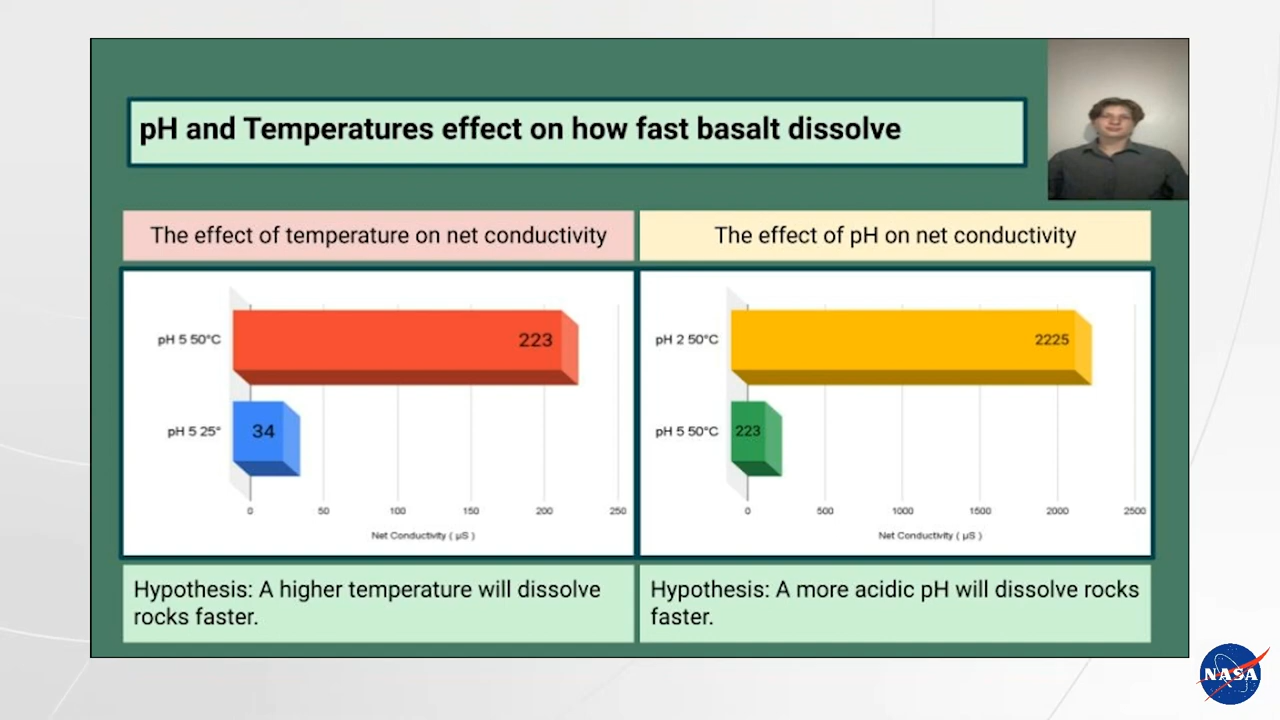 pH and Temperatures effect on how fast basalt dissolve
The effect of temperature on net conductivity
pH 5 50°C
223
pH 5 25°
34
0 50 100 150 200 250
Net Conductivity ( µS )
Hypothesis: A higher temperature will dissolve
rocks faster.
The effect of pH on net conductivity
pH 2 50°C
2225
pH 5 50°C
223
0 500 1000 1500 2000 2500
Net Conductivity ( µS )
Hypothesis: A more acidic pH will dissolve rocks
faster.
NASA